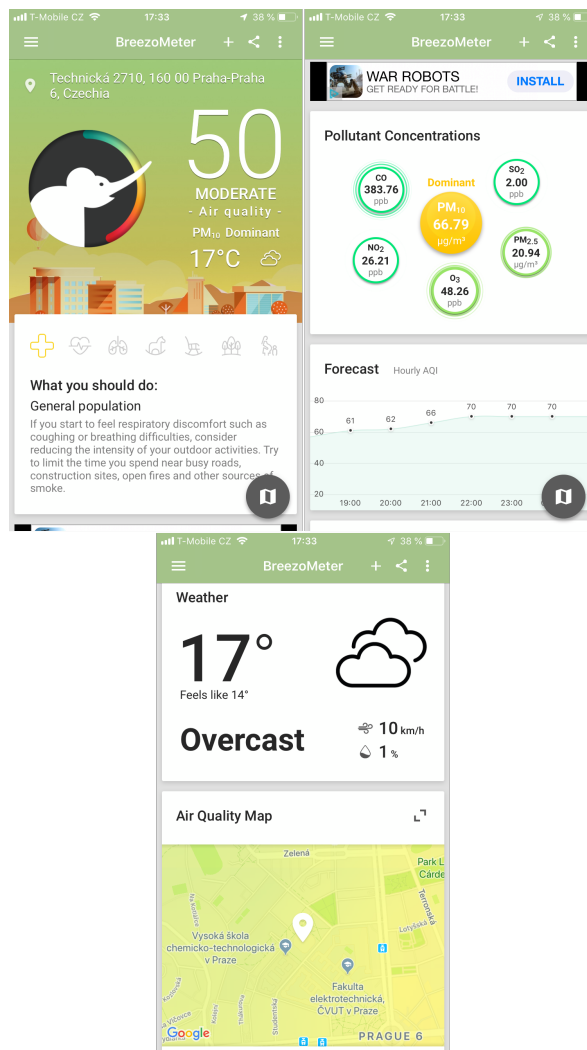 T-Mobile CZ 17:33 38 %
BreezoMeter
Technická 2710, 160 00 Praha-Praha
6, Czechia
50
MODERATE
- Air quality -
PM₁₀ Dominant
17°C
What you should do:
General population
If you start to feel respiratory discomfort such as
coughing or breathing difficulties, consider
reducing the intensity of your outdoor activities. Try
to limit the time you spend near busy roads,
construction sites, open fires and other sources of
smoke.
T-Mobile CZ 17:33 38 %
BreezoMeter
WAR ROBOTS
GET READY FOR BATTLE!
INSTALL
Pollutant Concentrations
CO
383.76
ppb
Dominant
PM₁₀
66.79
µg/m³
SO₂
2.00
ppb
NO₂
26.21
ppb
PM₂.₅
20.94
µg/m³
O₃
48.26
ppb
Forecast Hourly AQI
80
60
40
20
61 62 66 70 70 70
19:00 20:00 21:00 22:00 23:00
T-Mobile CZ 17:33 38 %
BreezoMeter
Weather
17°
Feels like 14°
Overcast
10 km/h
1 %
Air Quality Map
Zelená
Park L
Cárde
Terronská
Na kocínce
Lotyšská
Vysoká škola
chemicko-technologická
v Praze
Fakulta
elektrotechnická,
ČVUT v Praze
Kolejní
Thákurova
Studentská
Google
PRAGUE 6